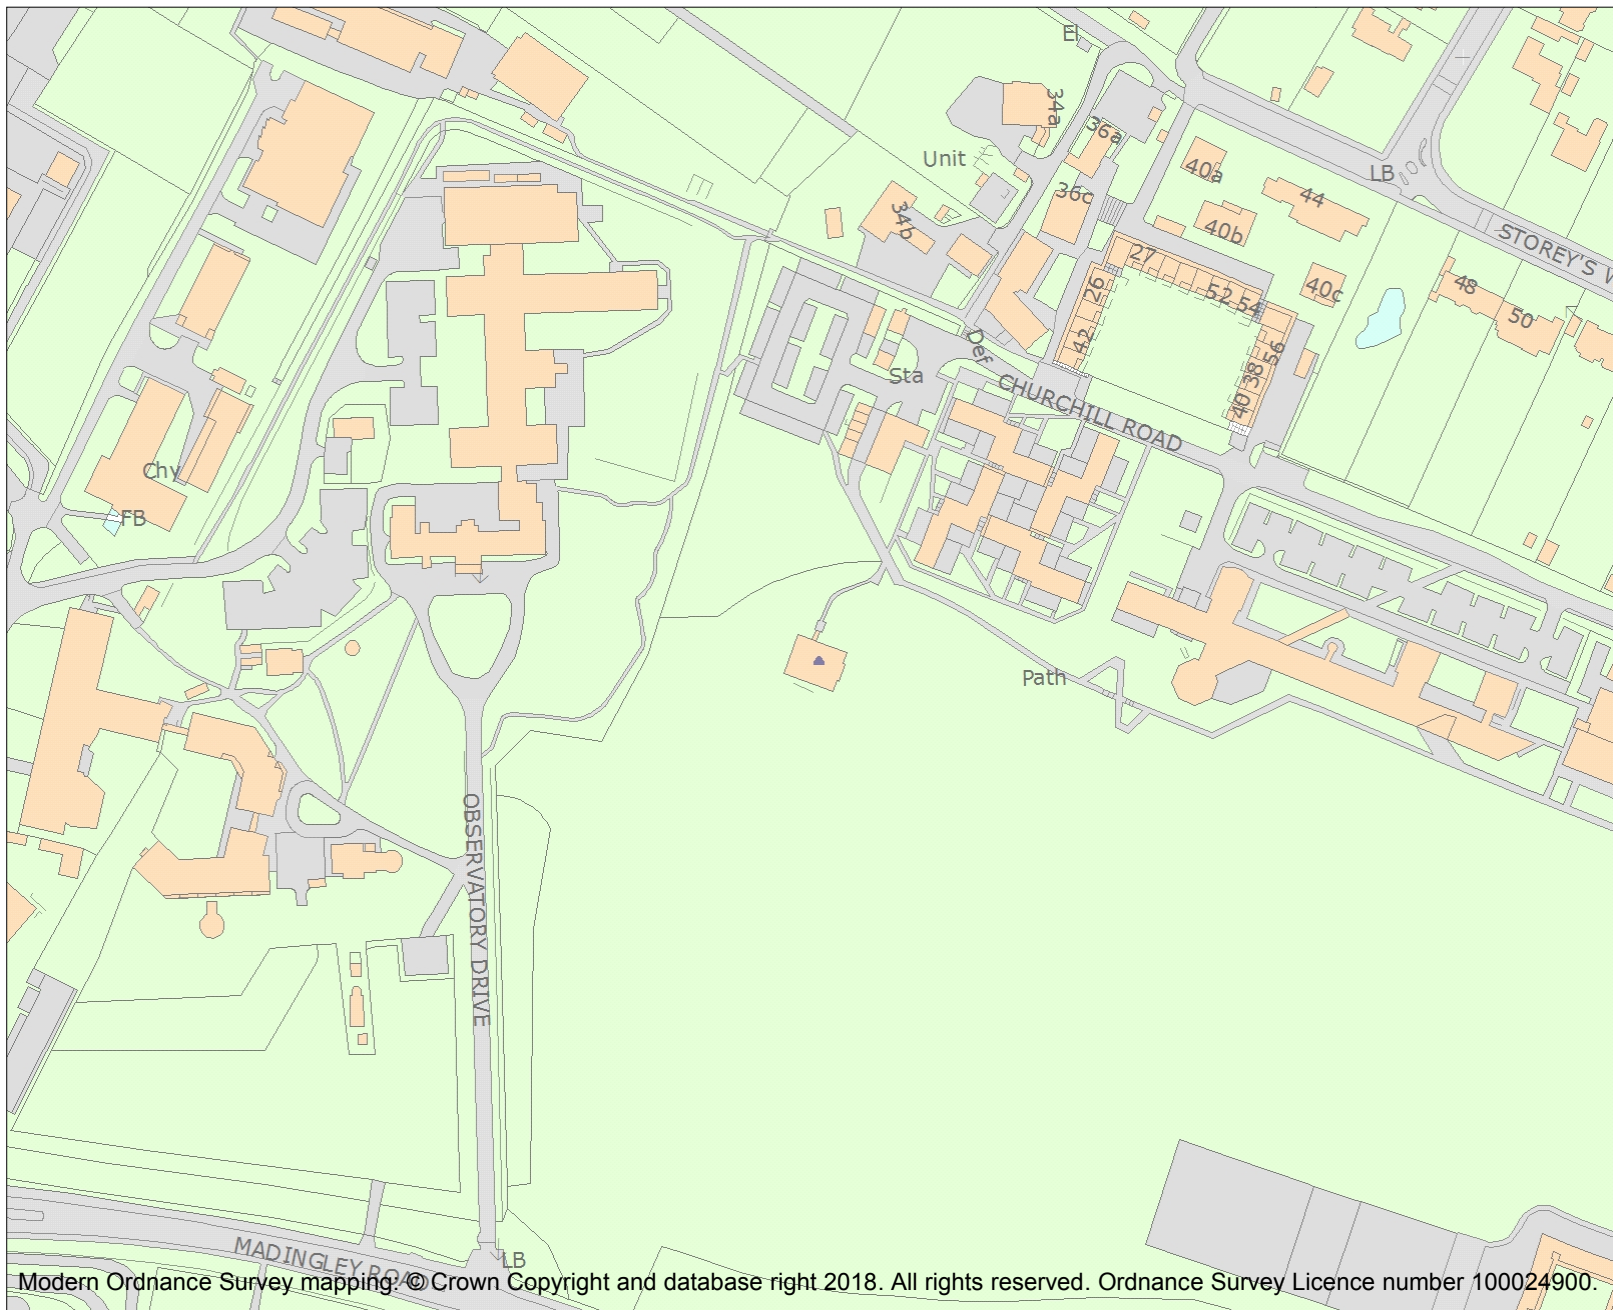 El
34a
36a
Unit
40a
LB
44
36c
34b
40b
STOREY'S W
27
26
52 54
40c
48
50
42
Def
56
Sta
38
CHURCHILL ROAD
40
Chy
FB
Path
OBSERVATORY DRIVE
MADINGLEY ROAD
LB
Modern Ordnance Survey mapping: © Crown Copyright and database right 2018. All rights reserved. Ordnance Survey Licence number 100024900.